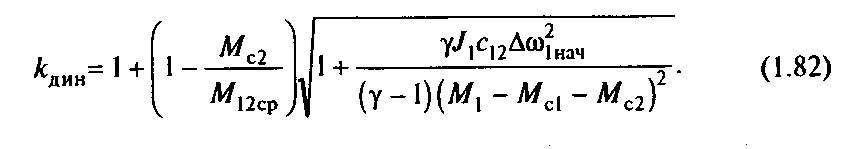 k_дин = 1 + (1 − M_с2 / M_12ср) √(1 + γJ_1c_12Δω²_1нач / ((γ − 1)(M_1 − M_с1 − M_с2)²)). (1.82)